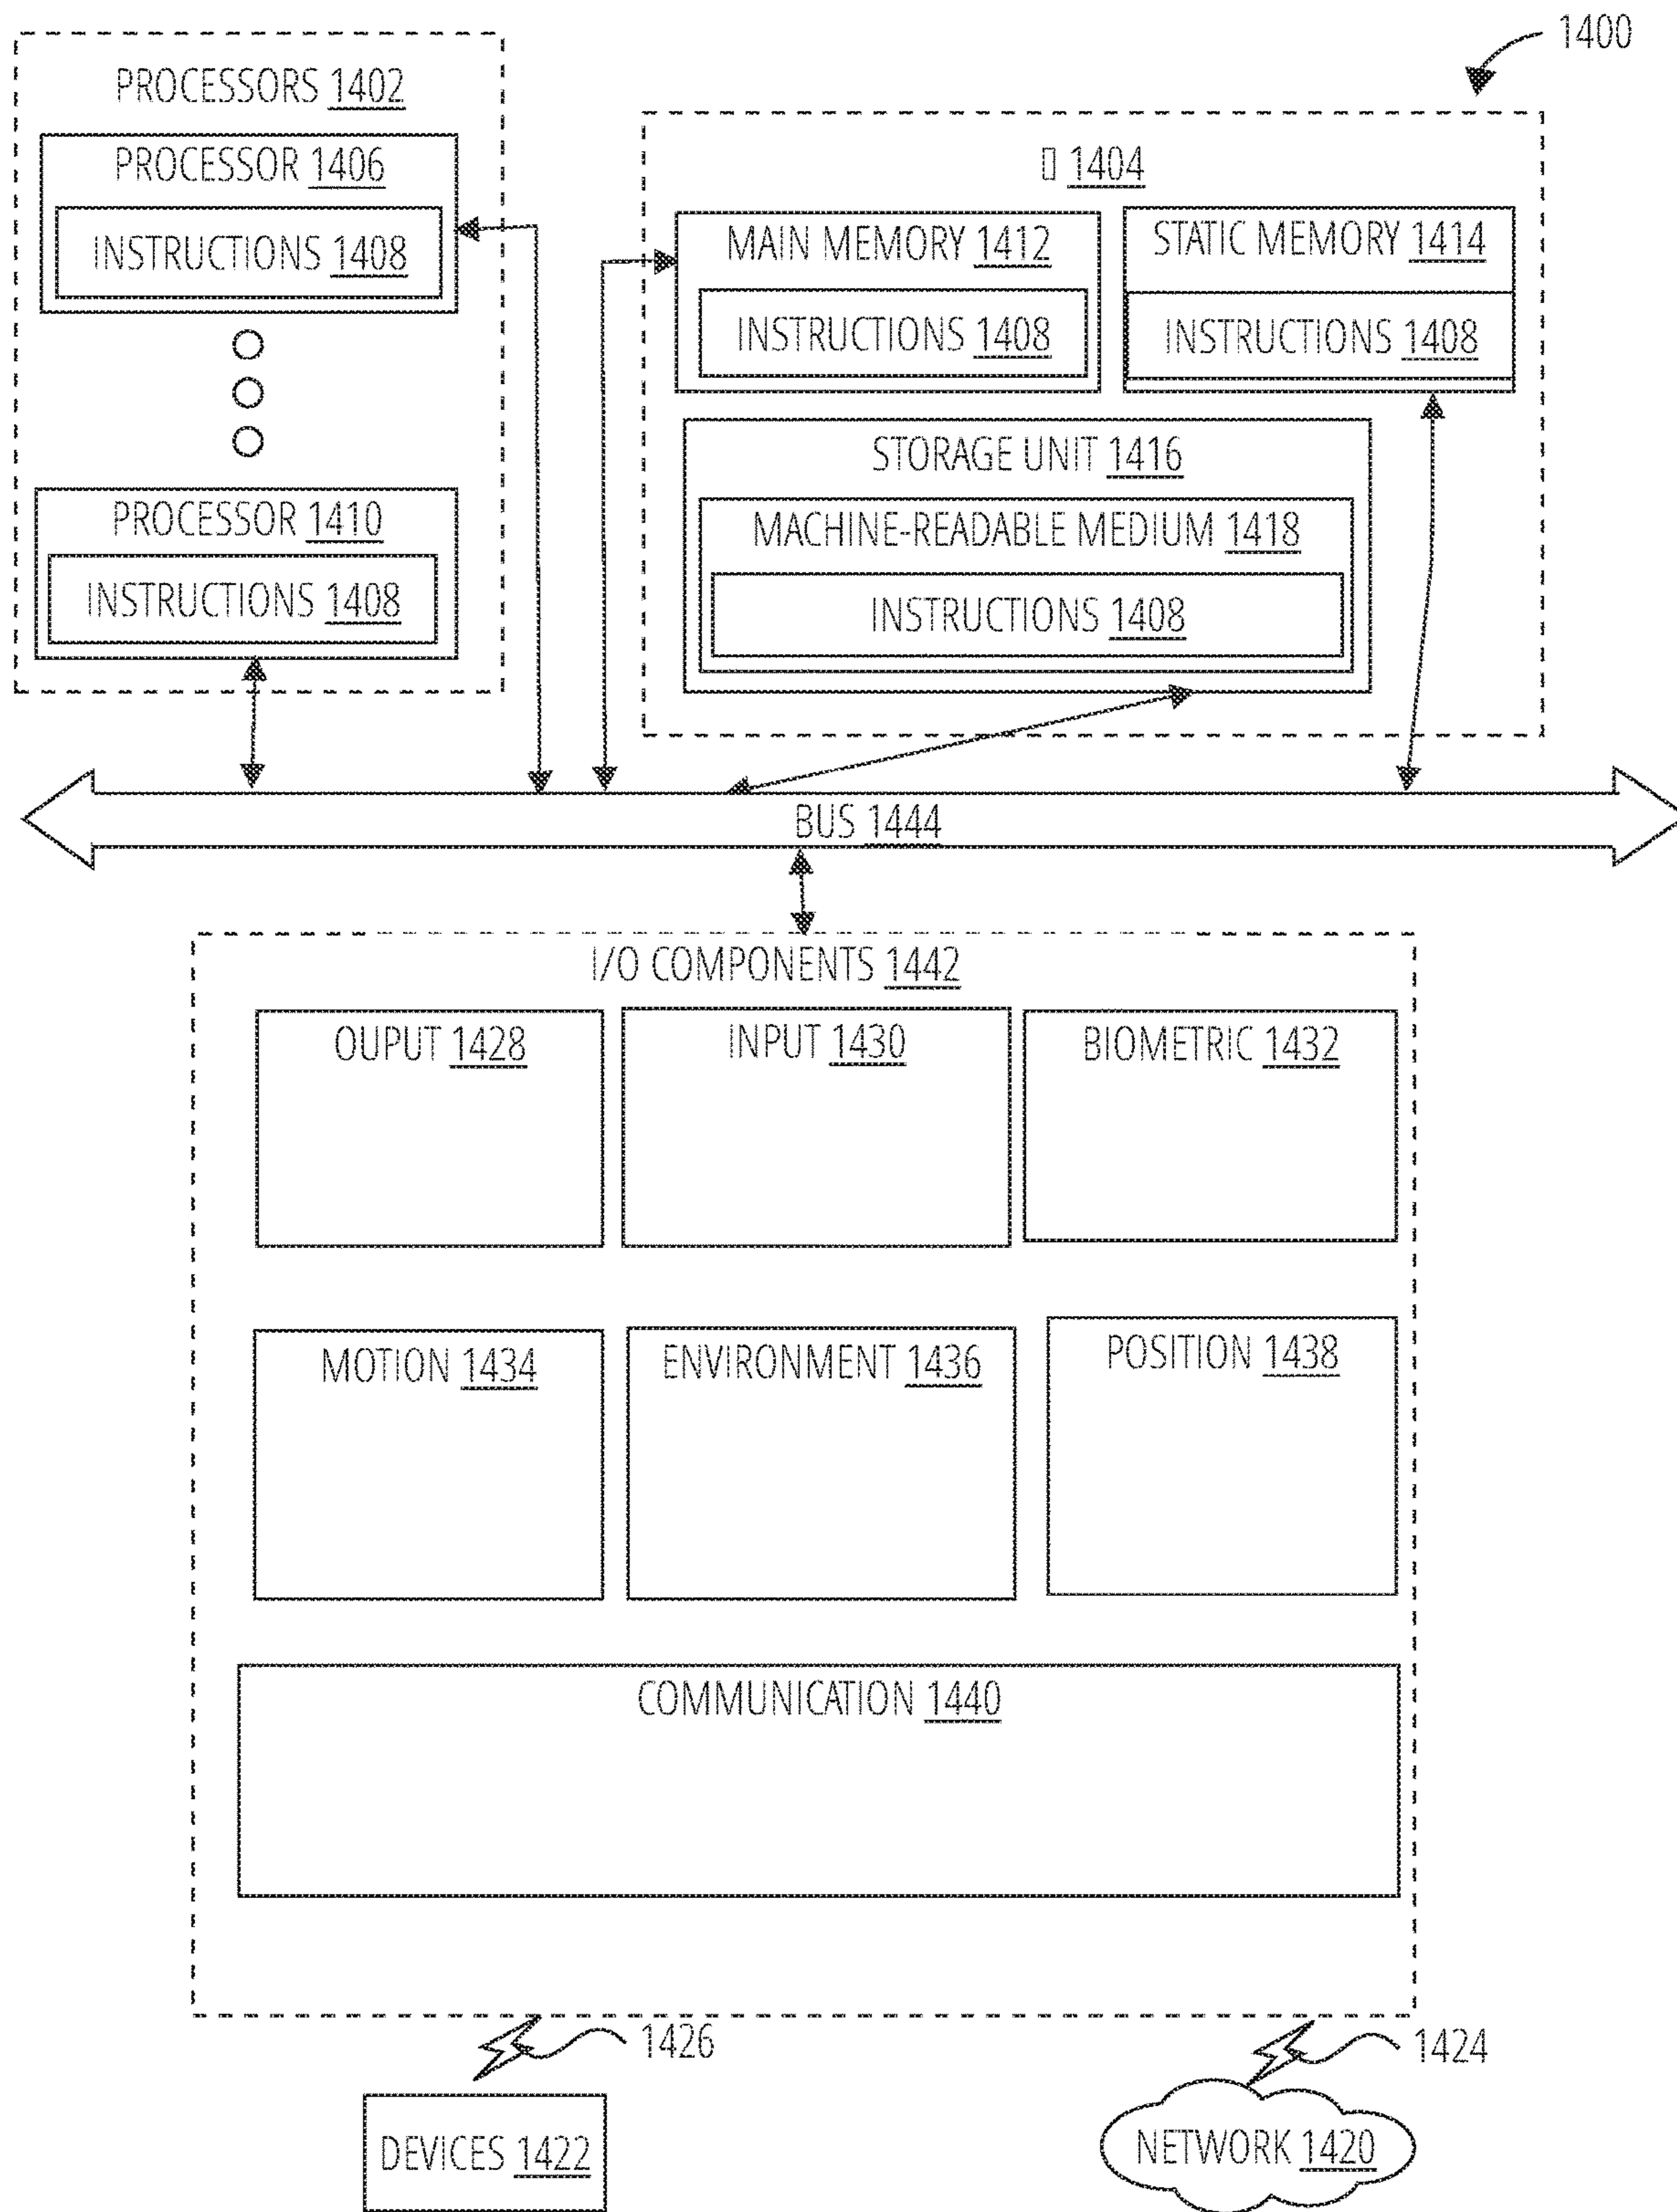 1400
PROCESSORS 1402
PROCESSOR 1406
INSTRUCTIONS 1408
PROCESSOR 1410
INSTRUCTIONS 1408
▯ 1404
MAIN MEMORY 1412
INSTRUCTIONS 1408
STATIC MEMORY 1414
INSTRUCTIONS 1408
STORAGE UNIT 1416
MACHINE-READABLE MEDIUM 1418
INSTRUCTIONS 1408
BUS 1444
I/O COMPONENTS 1442
OUPUT 1428
INPUT 1430
BIOMETRIC 1432
MOTION 1434
ENVIRONMENT 1436
POSITION 1438
COMMUNICATION 1440
1426
1424
DEVICES 1422
NETWORK 1420